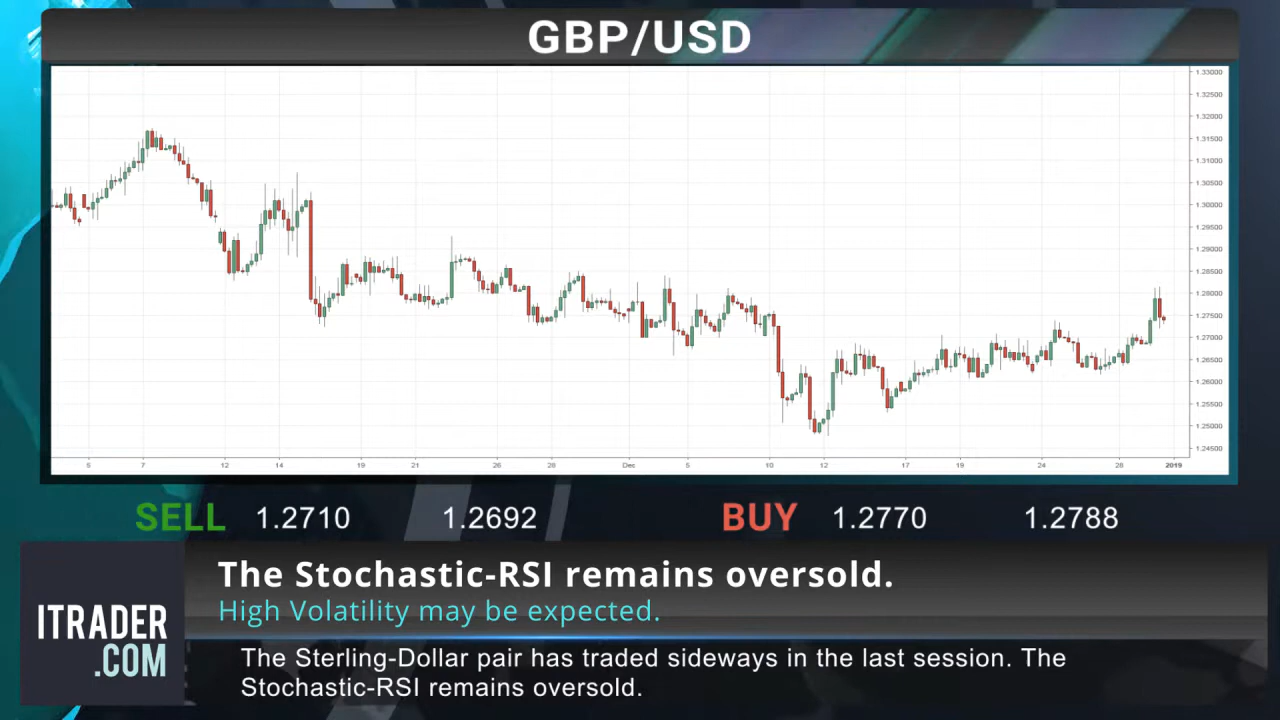 GBP/USD
1.33000
1.32500
1.32000
1.31500
1.31000
1.30500
1.30000
1.29500
1.29000
1.28500
1.28000
1.27500
1.27000
1.26500
1.26000
1.25500
1.25000
1.24500
5 7 12 14 19 21 26 28 Dec 5 10 12 17 19 24 28 2019
SELL 1.2710 1.2692 BUY 1.2770 1.2788
The Stochastic-RSI remains oversold.
High Volatility may be expected.
ITRADER
.COM
The Sterling-Dollar pair has traded sideways in the last session. The
Stochastic-RSI remains oversold.